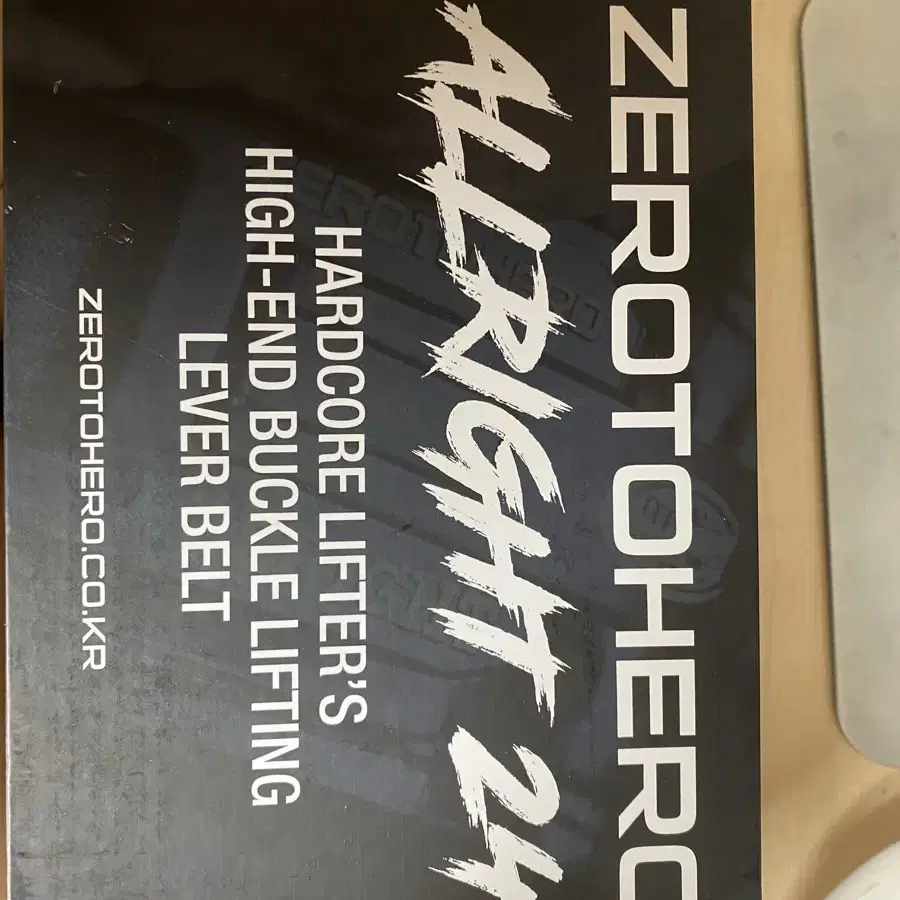 ZEROTOHERO
ALLRIGHT 24
HARDCORE LIFTER'S
HIGH-END BUCKLE LIFTING
LEVER BELT
ZEROTOHERO.CO.KR